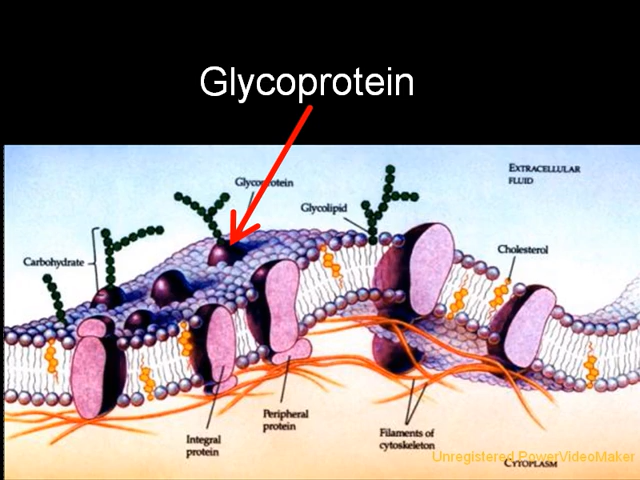 Glycoprotein
EXTRACELLULAR
FLUID
Glycoprotein
Glycolipid
Cholesterol
Carbohydrate
Integral
protein
Peripheral
protein
Filaments of
cytoskeleton
CYTOPLASM
Unregistered PowerVideoMaker